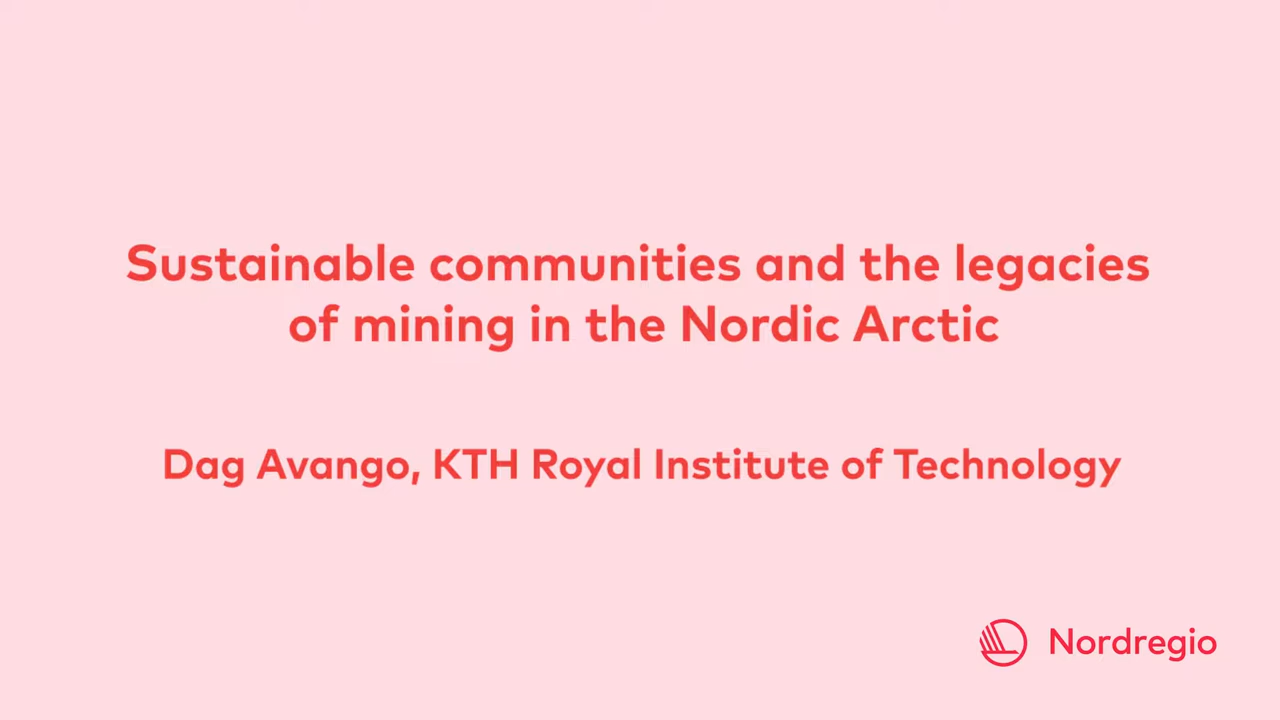 Sustainable communities and the legacies
of mining in the Nordic Arctic
Dag Avango, KTH Royal Institute of Technology
Nordregio